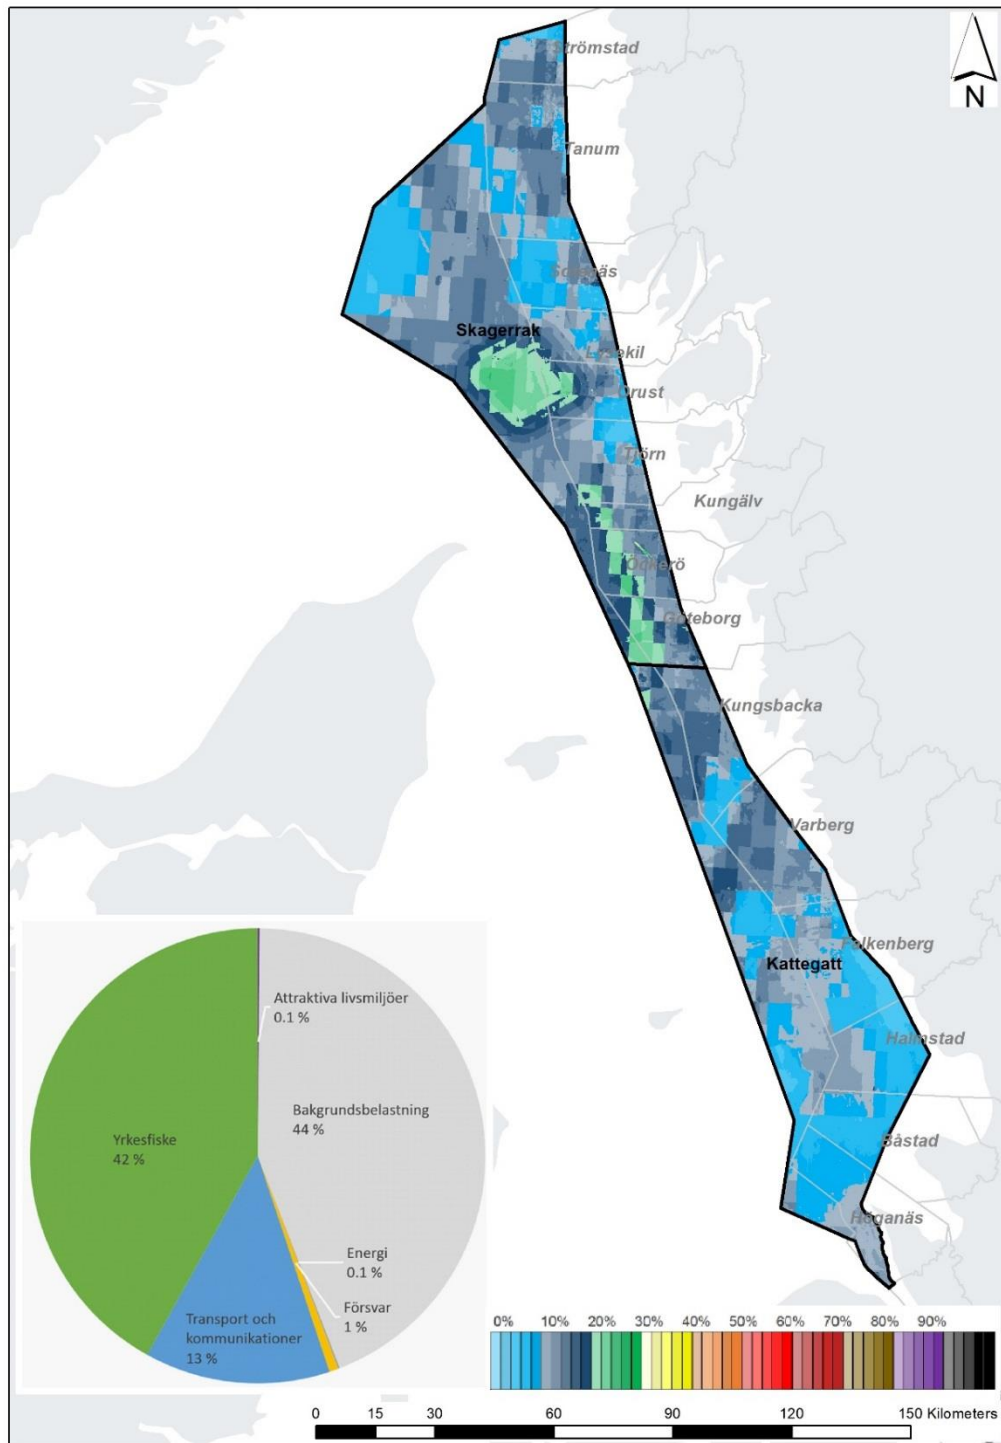 N
Strömstad
Tanum
Sotenäs
Skagerrak
Lysekil
Orust
Tjörn
Kungälv
Öckerö
Göteborg
Kungsbacka
Varberg
Falkenberg
Kattegatt
Halmstad
Båstad
Höganäs
Attraktiva livsmiljöer
0.1 %
Bakgrundsbelastning
44 %
Yrkesfiske
42 %
Energi
0.1 %
Försvar
1 %
Transport och
kommunikationer
13 %
0% 10% 20% 30% 40% 50% 60% 70% 80% 90%
0 15 30 60 90 120 150 Kilometers